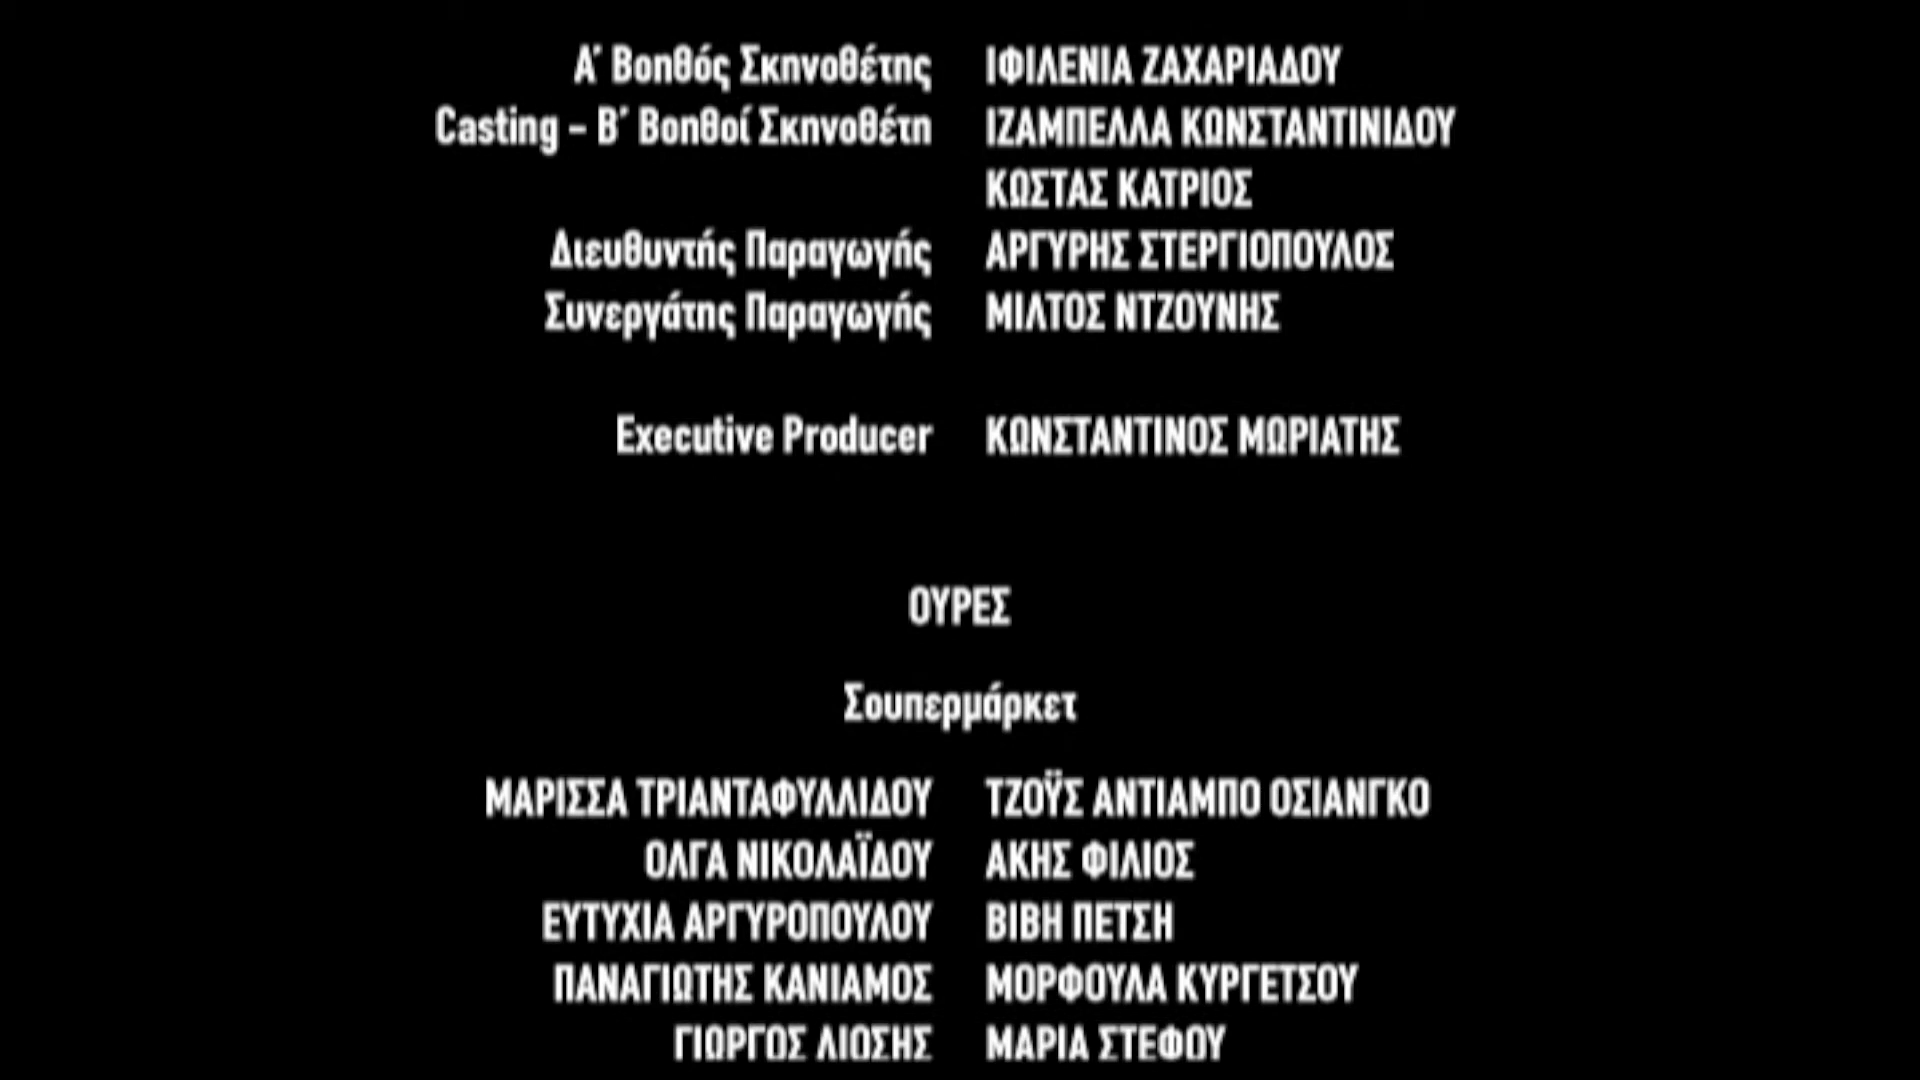 Α΄ Βοηθός Σκηνοθέτης ΙΦΙΛΕΝΙΑ ΖΑΧΑΡΙΑΔΟΥ
Casting – Β΄ Βοηθοί Σκηνοθέτη ΙΖΑΜΠΕΛΛΑ ΚΩΝΣΤΑΝΤΙΝΙΔΟΥ
ΚΩΣΤΑΣ ΚΑΤΡΙΟΣ
Διευθυντής Παραγωγής ΑΡΓΥΡΗΣ ΣΤΕΡΓΙΟΠΟΥΛΟΣ
Συνεργάτης Παραγωγής ΜΙΛΤΟΣ ΝΤΖΟΥΝΗΣ
Executive Producer ΚΩΝΣΤΑΝΤΙΝΟΣ ΜΩΡΙΑΤΗΣ
ΟΥΡΕΣ
Σουπερμάρκετ
ΜΑΡΙΣΣΑ ΤΡΙΑΝΤΑΦΥΛΛΙΔΟΥ ΤΖΟΫΣ ΑΝΤΙΑΜΠΟ ΟΣΙΑΝΓΚΟ
ΟΛΓΑ ΝΙΚΟΛΑΪΔΟΥ ΑΚΗΣ ΦΙΛΙΟΣ
ΕΥΤΥΧΙΑ ΑΡΓΥΡΟΠΟΥΛΟΥ ΒΙΒΗ ΠΕΤΣΗ
ΠΑΝΑΓΙΩΤΗΣ ΚΑΝΙΑΜΟΣ ΜΟΡΦΟΥΛΑ ΚΥΡΓΕΤΣΟΥ
ΓΙΩΡΓΟΣ ΛΙΟΣΗΣ ΜΑΡΙΑ ΣΤΕΦΟΥ